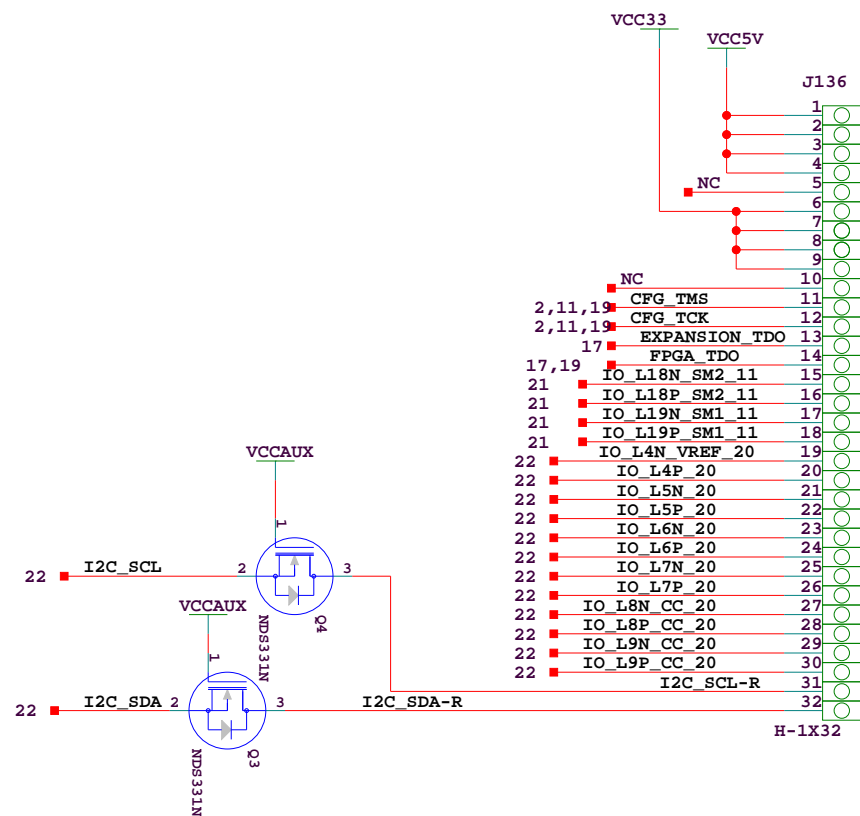 VCC33
VCC5V
J136
1
2
3
4
NC 5
6
7
8
9
NC 10
2,11,19 CFG_TMS 11
2,11,19 CFG_TCK 12
17 EXPANSION_TDO 13
17,19 FPGA_TDO 14
21 IO_L18N_SM2_11 15
21 IO_L18P_SM2_11 16
21 IO_L19N_SM1_11 17
21 IO_L19P_SM1_11 18
22 IO_L4N_VREF_20 19
22 IO_L4P_20 20
22 IO_L5N_20 21
22 IO_L5P_20 22
22 IO_L6N_20 23
22 IO_L6P_20 24
22 IO_L7N_20 25
22 IO_L7P_20 26
22 IO_L8N_CC_20 27
22 IO_L8P_CC_20 28
22 IO_L9N_CC_20 29
22 IO_L9P_CC_20 30
I2C_SCL-R 31
32
H-1X32
VCCAUX
1
22 I2C_SCL 2 3
NDS331N
Q4
VCCAUX
1
22 I2C_SDA 2 3 I2C_SDA-R
NDS331N
Q3